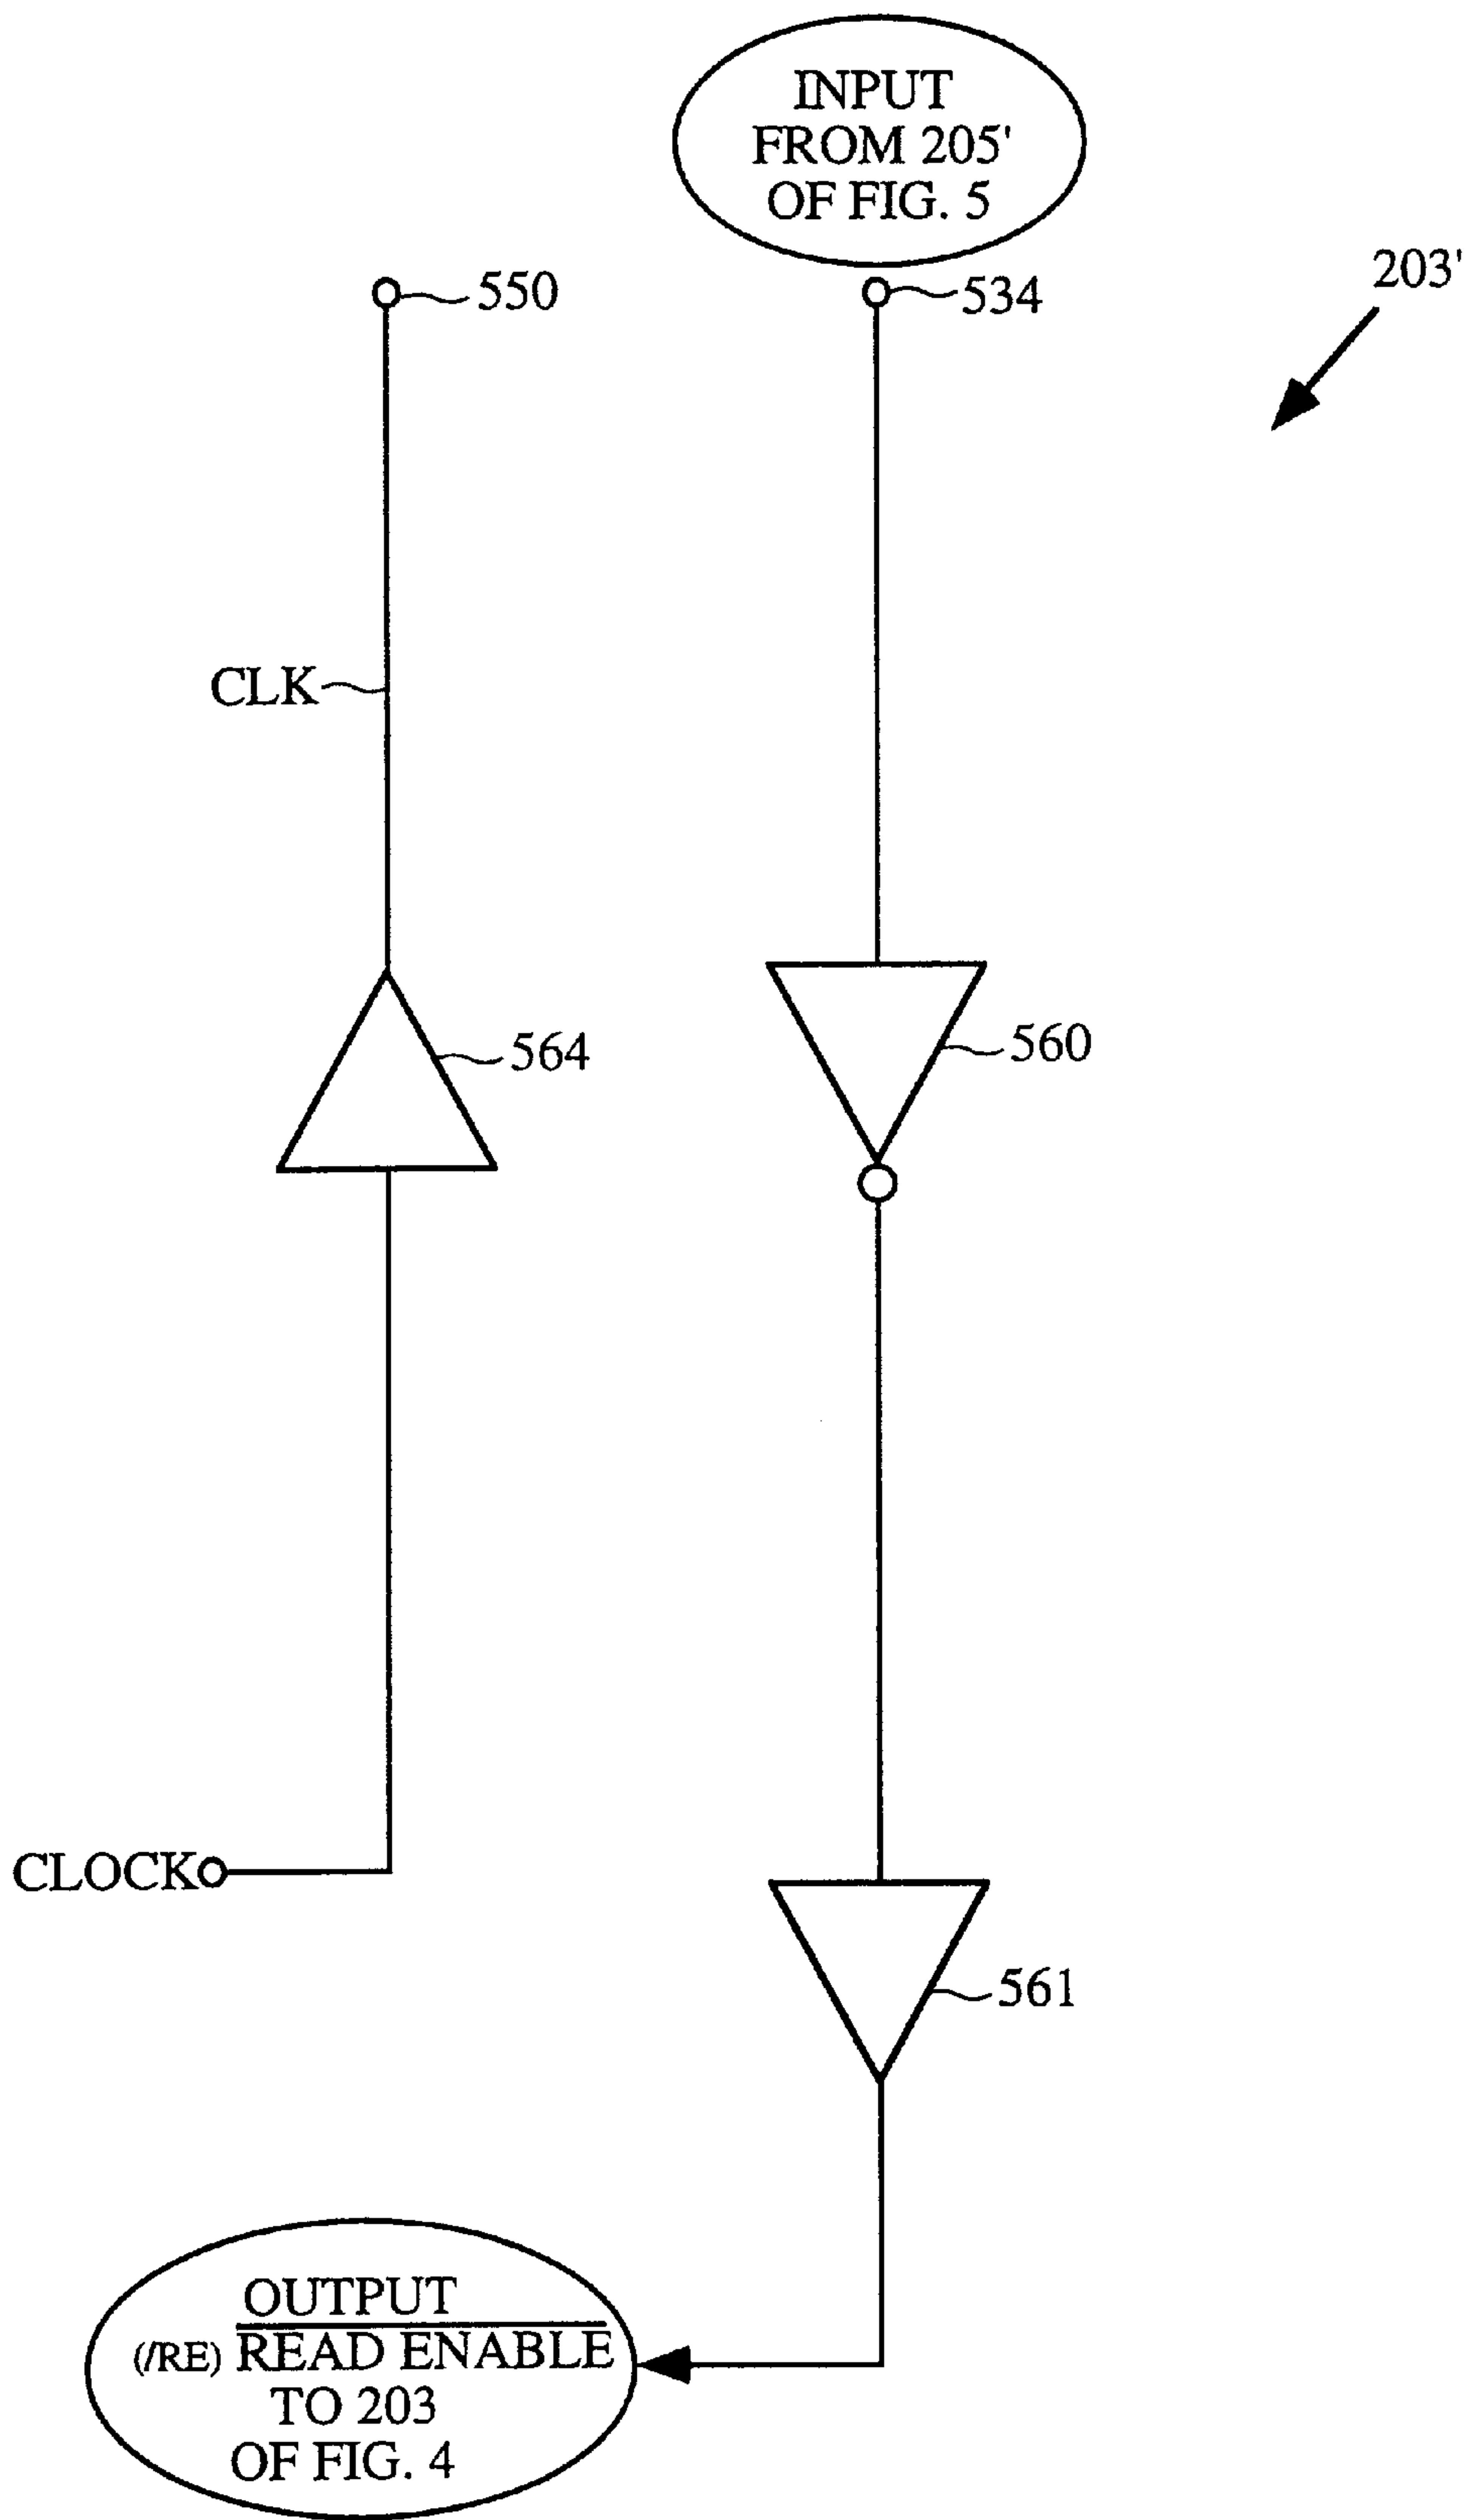 INPUT
FROM 205'
OF FIG. 5
550
534
203'
CLK
564
560
CLOCK
561
OUTPUT
(/RE) READ ENABLE
TO 203
OF FIG. 4